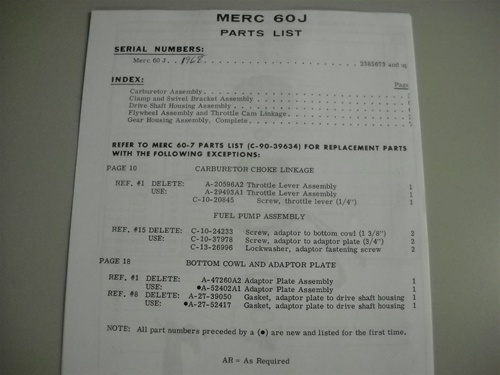 MERC 60J
PARTS LIST
SERIAL NUMBERS:
Merc 60 J . . 1968 . . . . . . . . . . . . . . . . . . 2365673 and up
INDEX:
Page
Carburetor Assembly
Clamp and Swivel Bracket Assembly
Drive Shaft Housing Assembly
Flywheel Assembly and Throttle Cam Linkage
Gear Housing Assembly, Complete
REFER TO MERC 60-7 PARTS LIST (C-90-39634) FOR REPLACEMENT PARTS
WITH THE FOLLOWING EXCEPTIONS:
PAGE 10 CARBURETOR CHOKE LINKAGE
REF. #1 DELETE: A-20596A2 Throttle Lever Assembly 1
USE: A-29493A1 Throttle Lever Assembly 1
C-10-20845 Screw, throttle lever (1/4") 1
FUEL PUMP ASSEMBLY
REF. #15 DELETE: C-10-24233 Screw, adaptor to bottom cowl (1 3/8") 2
USE: C-10-37978 Screw, adaptor to adaptor plate (3/4") 2
C-13-26996 Lockwasher, adaptor fastening screw 2
PAGE 18 BOTTOM COWL AND ADAPTOR PLATE
REF. #1 DELETE: A-47260A2 Adaptor Plate Assembly 1
USE: ●A-52402A1 Adaptor Plate Assembly 1
REF. #8 DELETE: A-27-39050 Gasket, adaptor plate to drive shaft housing 1
USE: ●A-27-52417 Gasket, adaptor plate to drive shaft housing 1
NOTE: All part numbers preceded by a (●) are new and listed for the first time.
AR = As Required